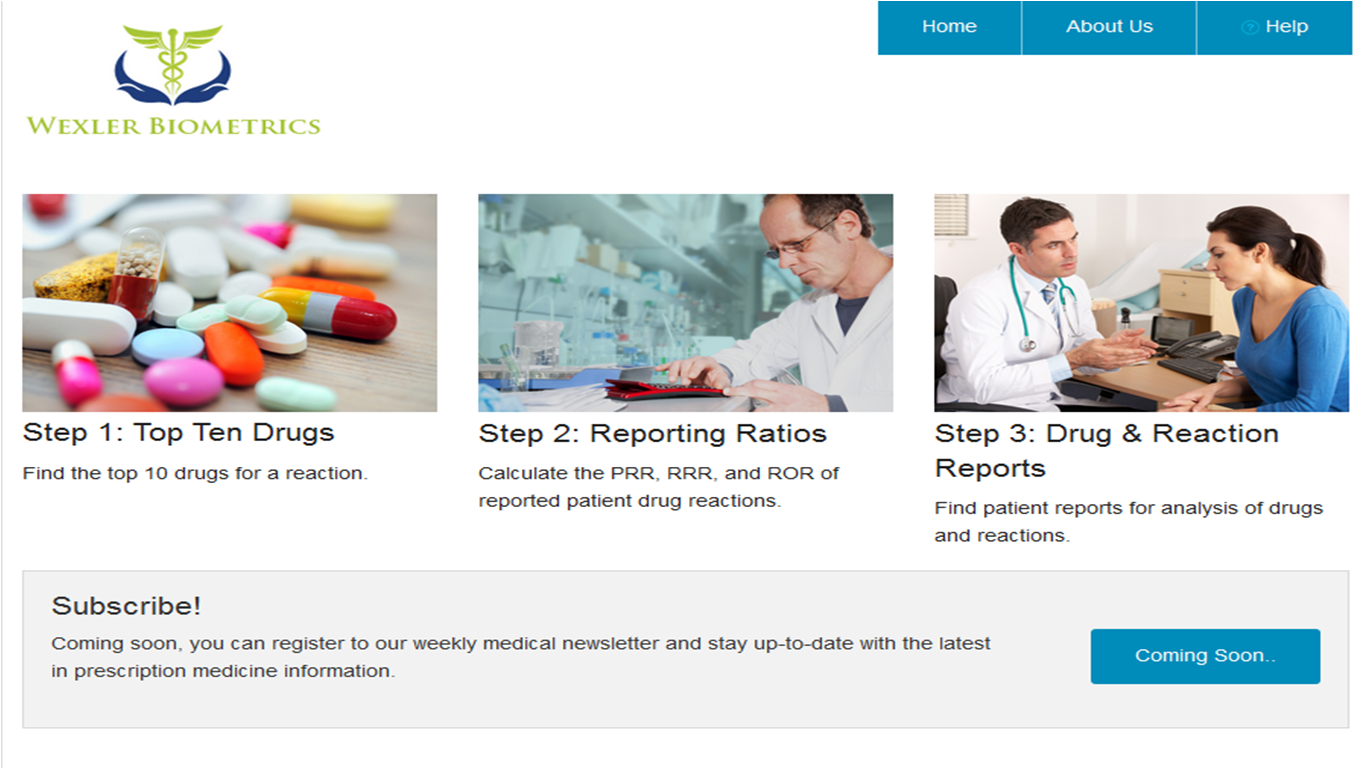 Home
About Us
Help
WEXLER BIOMETRICS
Step 1: Top Ten Drugs
Find the top 10 drugs for a reaction.
Step 2: Reporting Ratios
Calculate the PRR, RRR, and ROR of
reported patient drug reactions.
Step 3: Drug & Reaction
Reports
Find patient reports for analysis of drugs
and reactions.
Subscribe!
Coming soon, you can register to our weekly medical newsletter and stay up-to-date with the latest
in prescription medicine information.
Coming Soon..